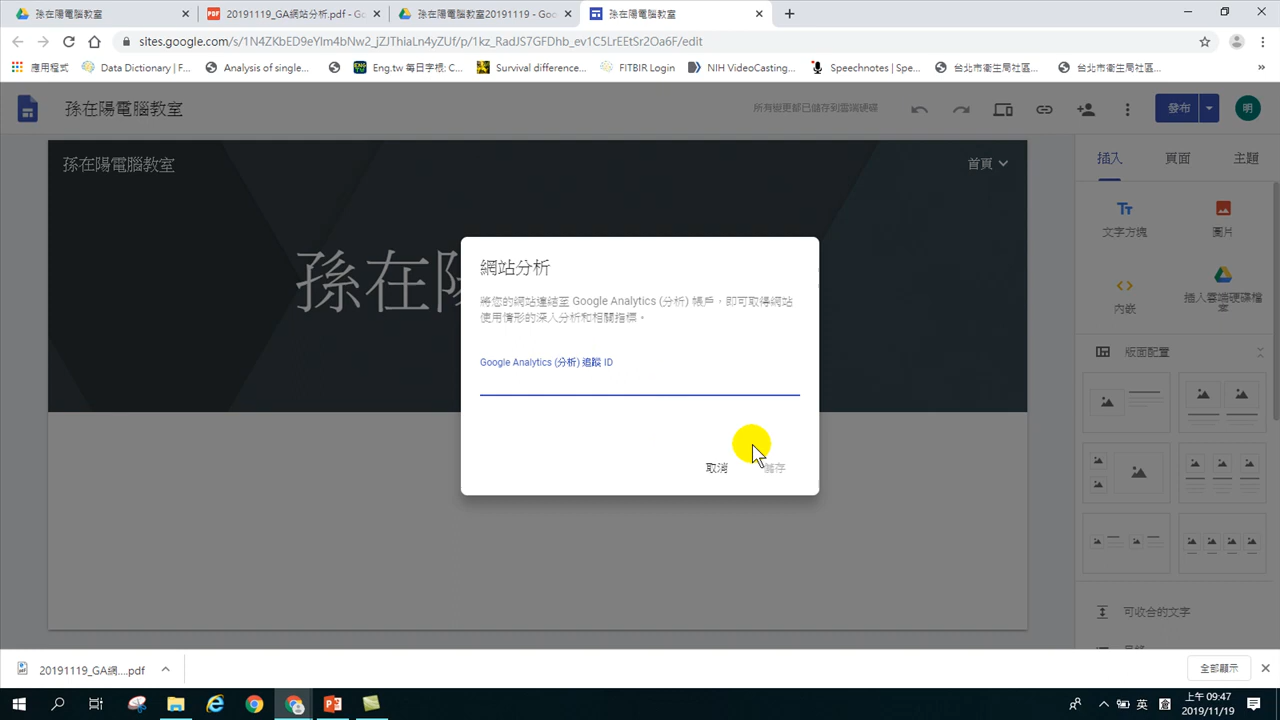 孫在陽電腦教室
20191119_GA網站分析.pdf - Go
孫在陽電腦教室20191119 - Goo
孫在陽電腦教室
sites.google.com/s/1N4ZKbED9eYIm4bNw2_jZJThiaLn4yZUf/p/1kz_RadJS7GFDhb_ev1C5LrEEtSr2Oa6F/edit
應用程式
Data Dictionary | F...
Analysis of single...
Eng.tw 每日字根: C...
Survival difference...
FITBIR Login
NIH VideoCasting...
Speechnotes | Spe...
台北市衛生局社區...
台北市衛生局社區...
孫在陽電腦教室
所有變更都已儲存到雲端硬碟
發布
明
孫在陽電腦教室
首頁
插入
頁面
主題
孫在
文字方塊
圖片
內嵌
插入雲端硬碟檔
案
版面配置
可收合的文字
網站分析
將您的網站連結至 Google Analytics (分析) 帳戶，即可取得網站
使用情形的深入分析和相關指標。
Google Analytics (分析) 追蹤 ID
取消
儲存
20191119_GA網....pdf
全部顯示
英
上午 09:47
2019/11/19